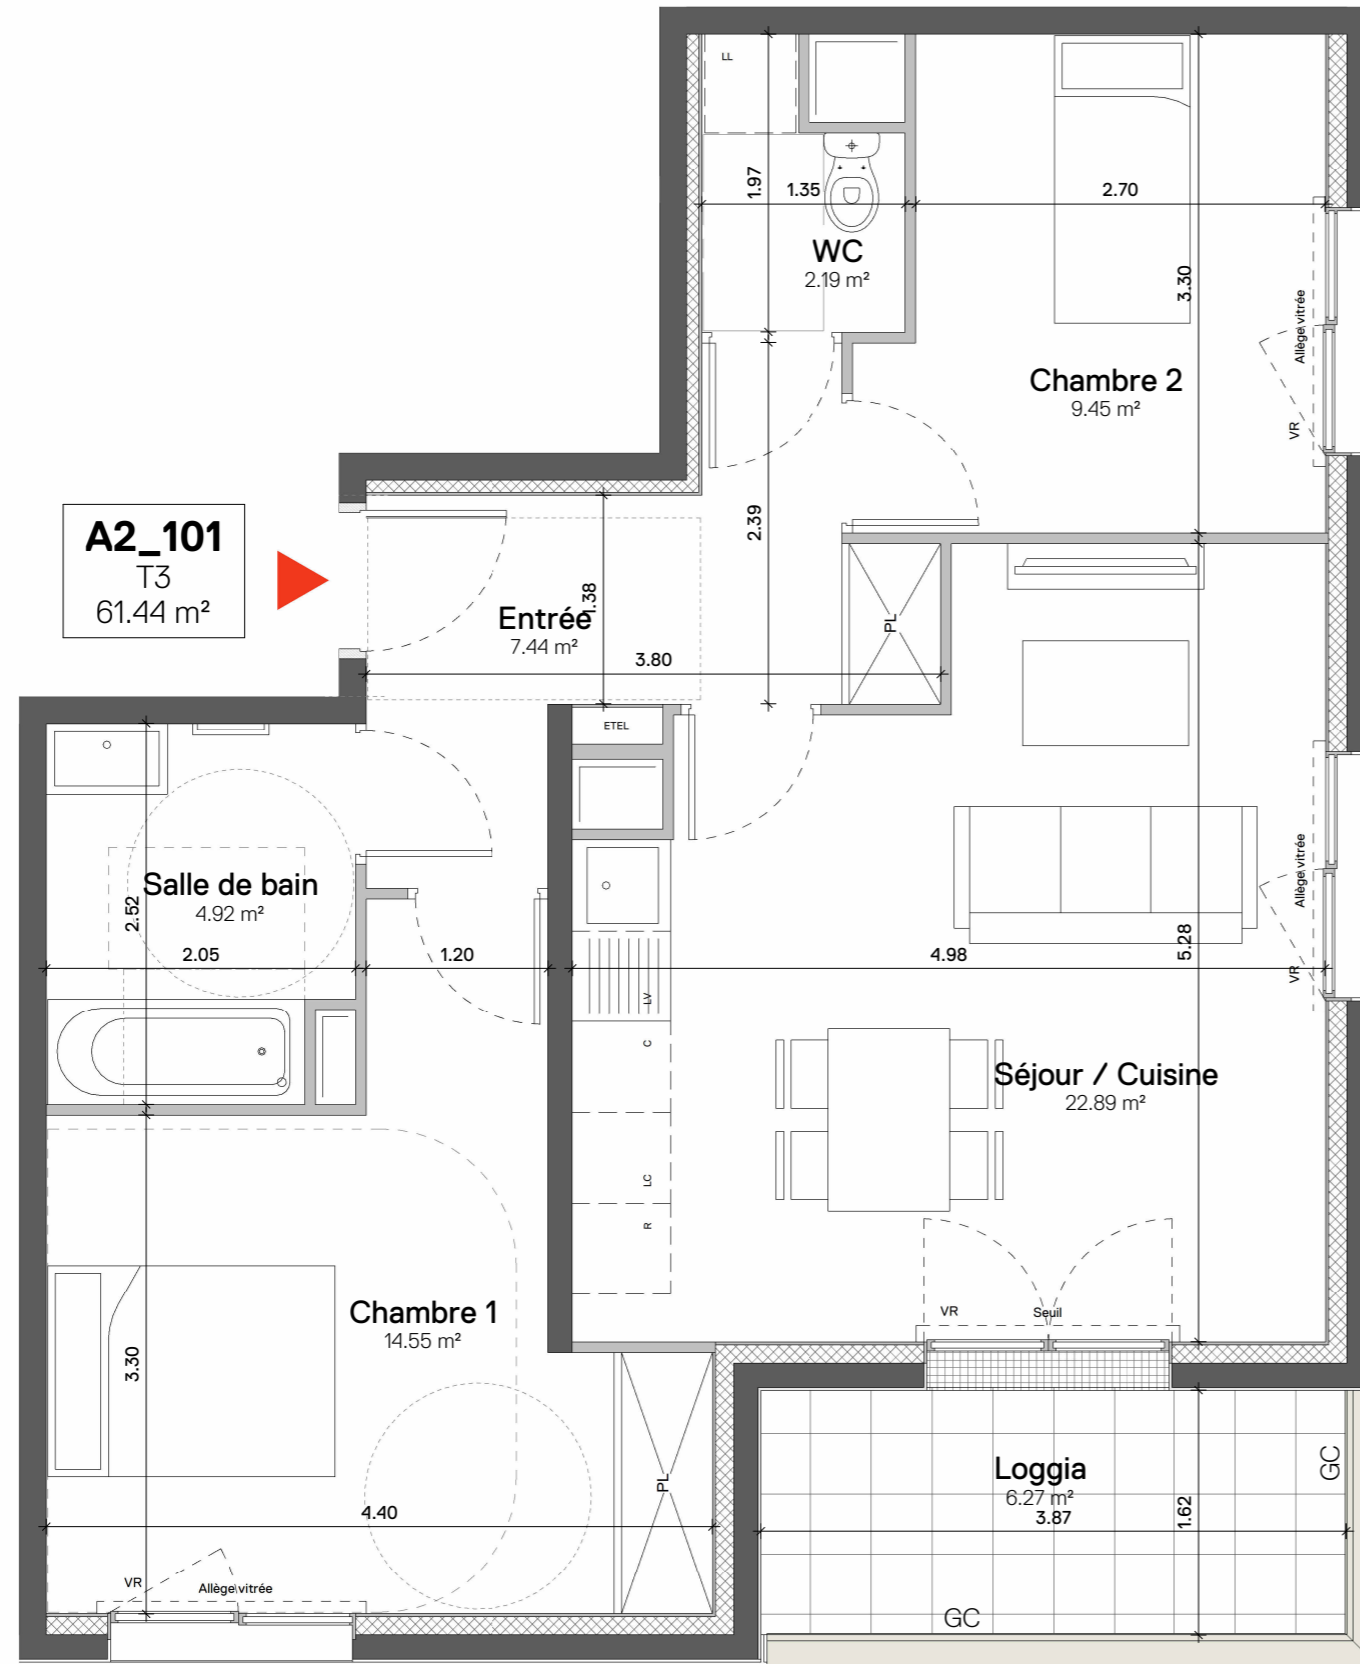 LL
1.97
1.35
2.70
WC
2.19 m²
3.30
Allège vitrée
VR
Chambre 2
9.45 m²
A2_101
T3
61.44 m²
2.39
1.38
Entrée
7.44 m²
3.80
PL
ETEL
Salle de bain
4.92 m²
2.52
2.05
1.20
4.98
5.28
Allège vitrée
VR
LV
C
LC
R
Séjour / Cuisine
22.89 m²
VR
Seuil
Chambre 1
14.55 m²
3.30
PL
4.40
VR
Allège vitrée
Loggia
6.27 m²
3.87
1.62
GC
GC